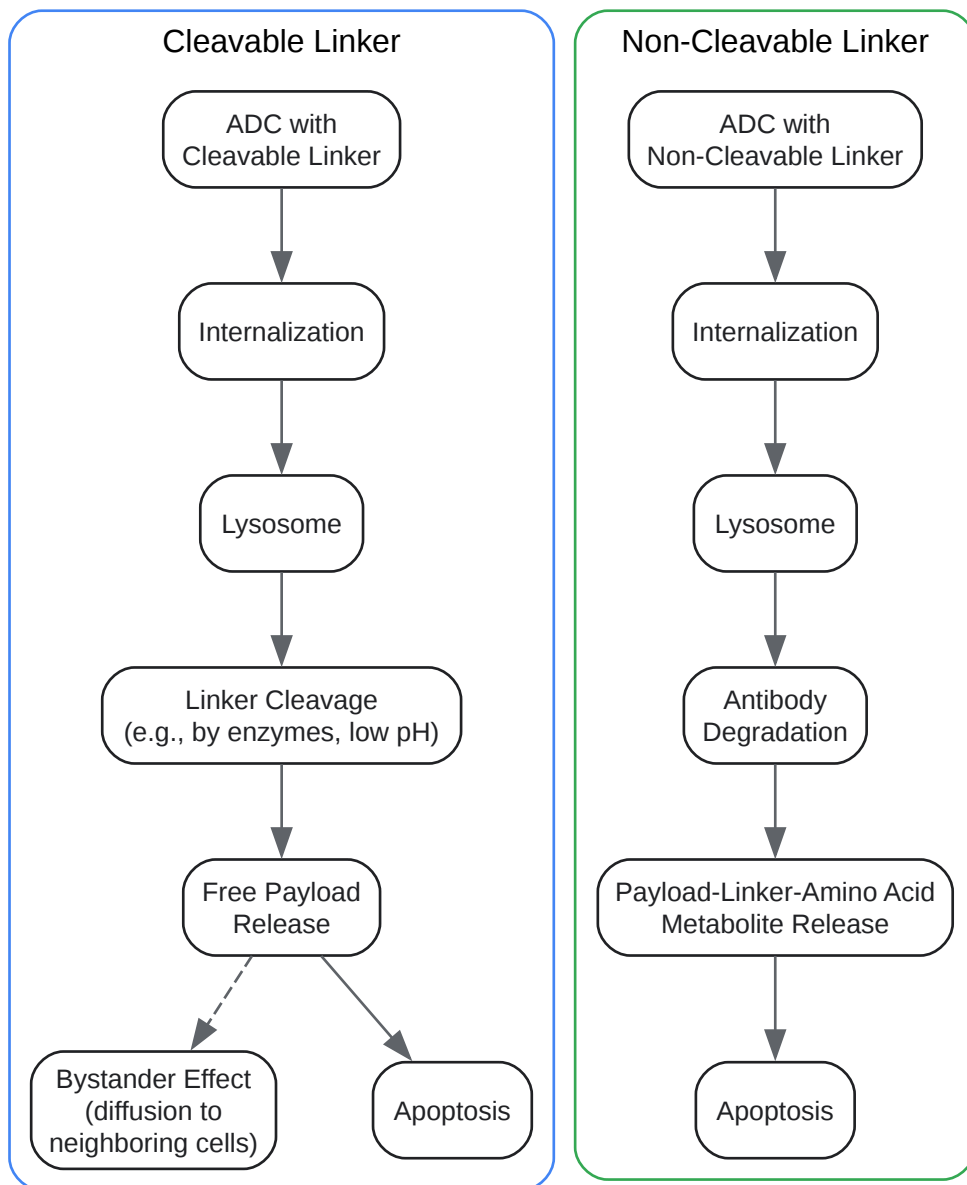 Cleavable Linker
ADC with
Cleavable Linker
Internalization
Lysosome
Linker Cleavage
(e.g., by enzymes, low pH)
Free Payload
Release
Bystander Effect
(diffusion to
neighboring cells)
Apoptosis
Non-Cleavable Linker
ADC with
Non-Cleavable Linker
Internalization
Lysosome
Antibody
Degradation
Payload-Linker-Amino Acid
Metabolite Release
Apoptosis